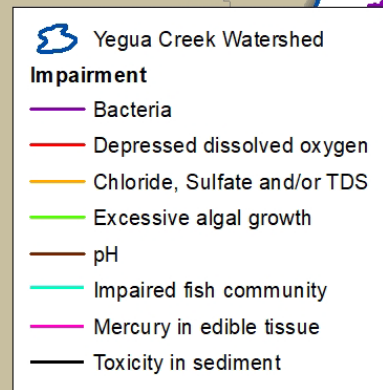 Yegua Creek Watershed
Impairment
Bacteria
Depressed dissolved oxygen
Chloride, Sulfate and/or TDS
Excessive algal growth
pH
Impaired fish community
Mercury in edible tissue
Toxicity in sediment